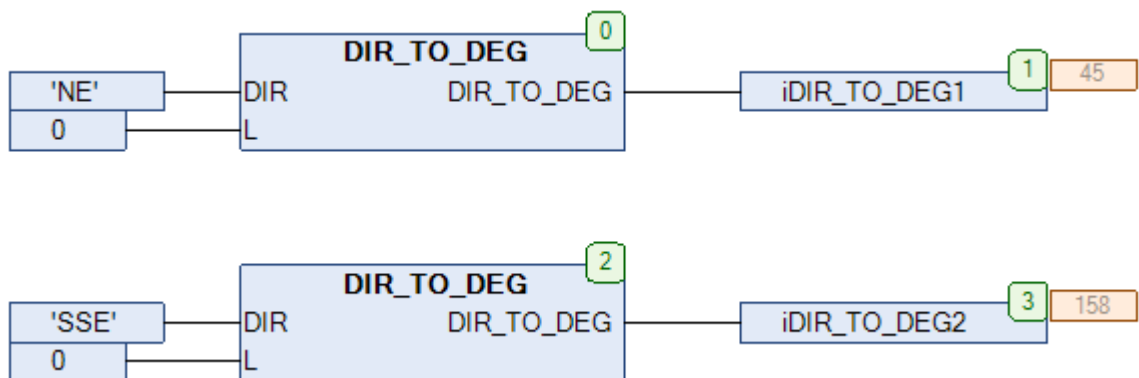 0
DIR_TO_DEG
1
45
'NE' DIR DIR_TO_DEG iDIR_TO_DEG1
0 L
2
DIR_TO_DEG
3
158
'SSE' DIR DIR_TO_DEG iDIR_TO_DEG2
0 L